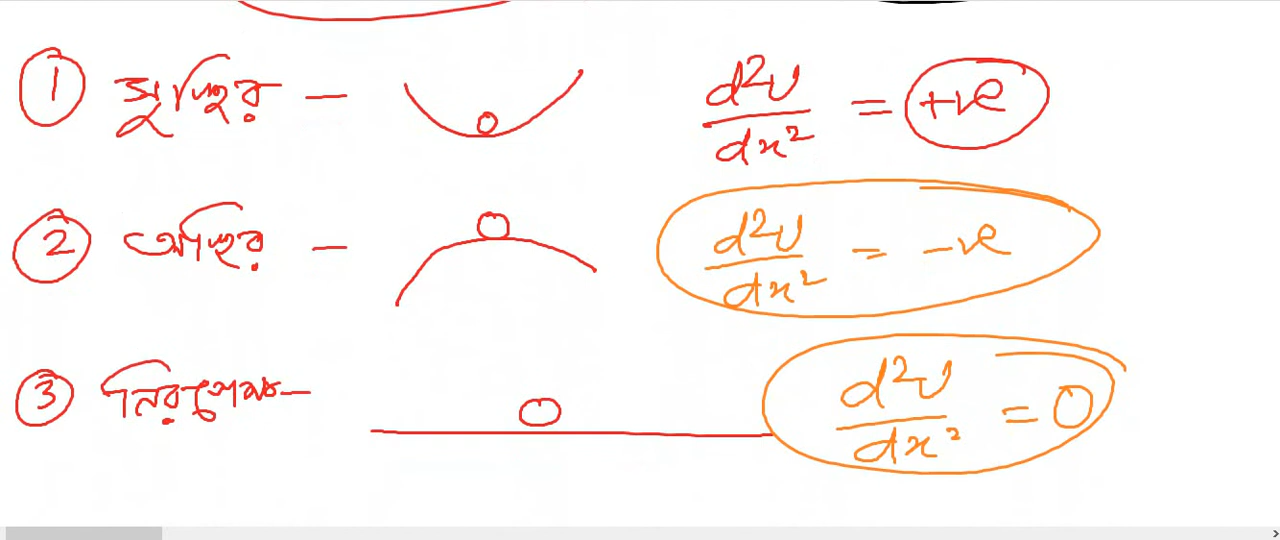 ① সুস্থির – d²U/dx² = +ve
② অস্থির – d²U/dx² = -ve
③ নিরপেক্ষ – d²U/dx² = 0